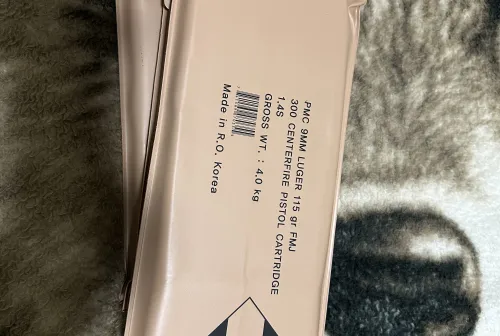 PMC 9MM LUGER 115 gr FMJ
300 CENTERFIRE PISTOL CARTRIDGE
1.4S
GROSS WT. : 4.0 kg
Made in R.O. Korea